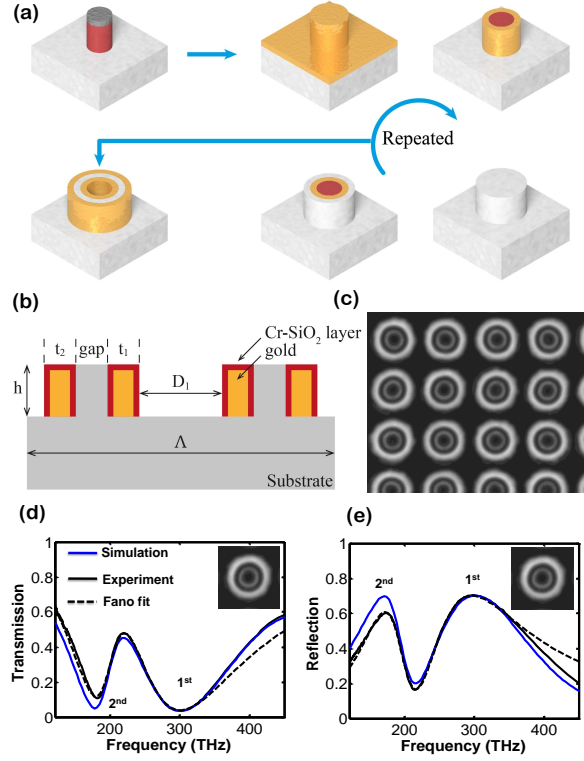 (a)
Repeated
(b)
t₂ gap t₁
Cr-SiO₂ layer
gold
h
D₁
Λ
Substrate
(c)
(d)
1
Simulation
0.8
Experiment
Fano fit
0.6
0.4
0.2
0
Transmission
2nd
1st
200 300 400
Frequency (THz)
(e)
1
0.8
0.6
0.4
0.2
0
Reflection
2nd
1st
200 300 400
Frequency (THz)